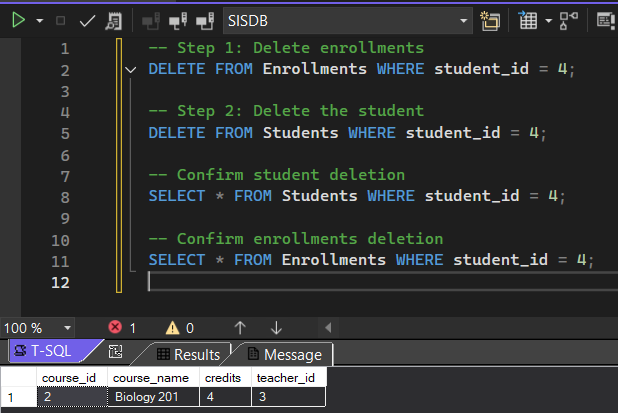 SISDB
1 -- Step 1: Delete enrollments
2 DELETE FROM Enrollments WHERE student_id = 4;
3
4 -- Step 2: Delete the student
5 DELETE FROM Students WHERE student_id = 4;
6
7 -- Confirm student deletion
8 SELECT * FROM Students WHERE student_id = 4;
9
10 -- Confirm enrollments deletion
11 SELECT * FROM Enrollments WHERE student_id = 4;
12
100 % 1 0
T-SQL Results Message
course_id course_name credits teacher_id
1 2 Biology 201 4 3